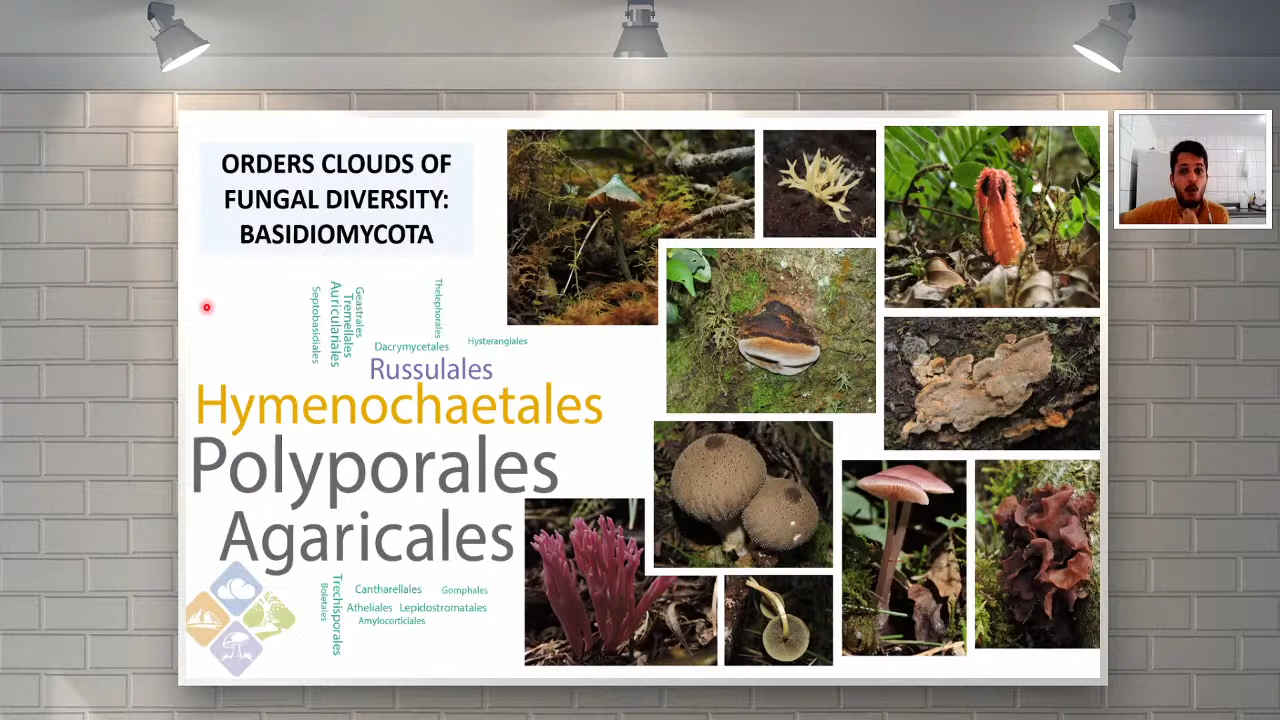 ORDERS CLOUDS OF
FUNGAL DIVERSITY:
BASIDIOMYCOTA
Septobasidiales
Auriculariales
Tremellales
Geastrales
Thelephorales
Dacrymycetales
Hysterangiales
Russulales
Hymenochaetales
Polyporales
Agaricales
Boletales
Trechisporales
Cantharellales
Gomphales
Atheliales
Lepidostromatales
Amylocorticiales